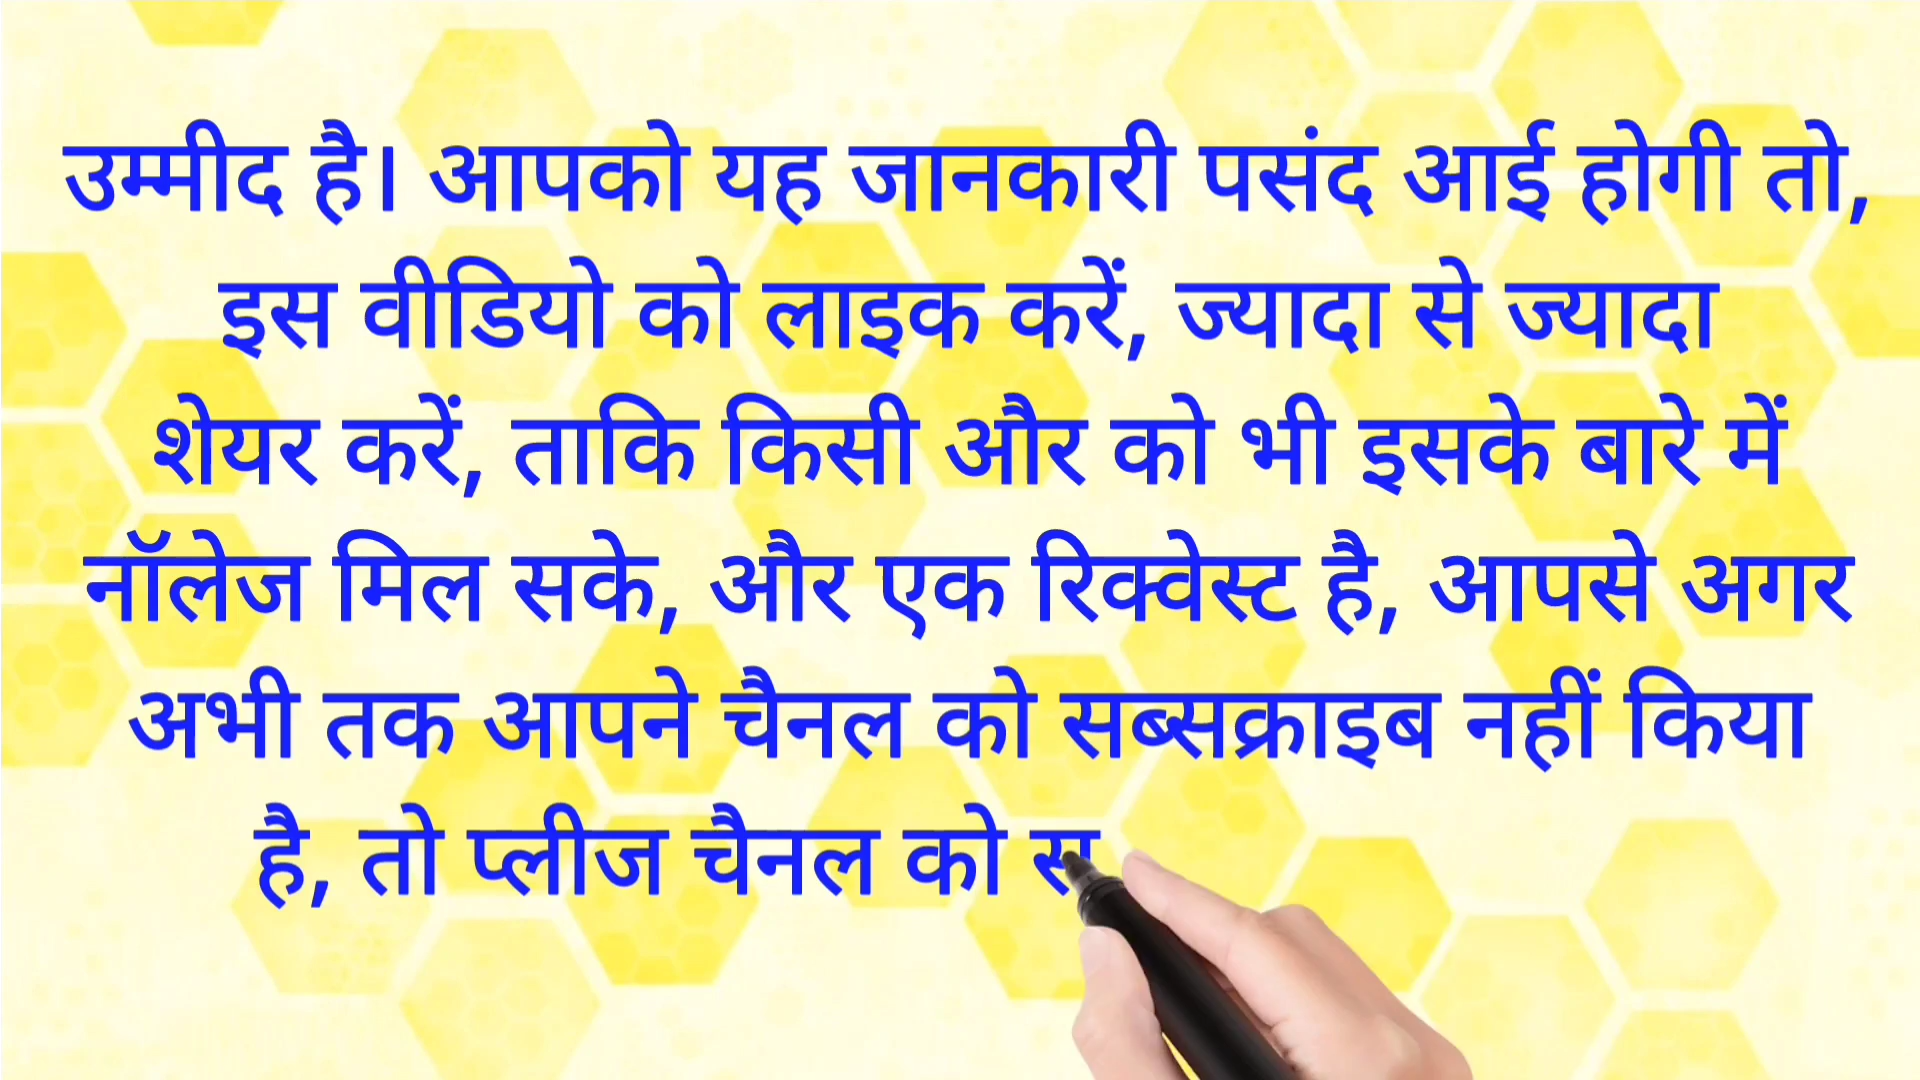 उम्मीद है। आपको यह जानकारी पसंद आई होगी तो,
इस वीडियो को लाइक करें, ज्यादा से ज्यादा
शेयर करें, ताकि किसी और को भी इसके बारे में
नॉलेज मिल सके, और एक रिक्वेस्ट है, आपसे अगर
अभी तक आपने चैनल को सब्सक्राइब नहीं किया
है, तो प्लीज चैनल को स